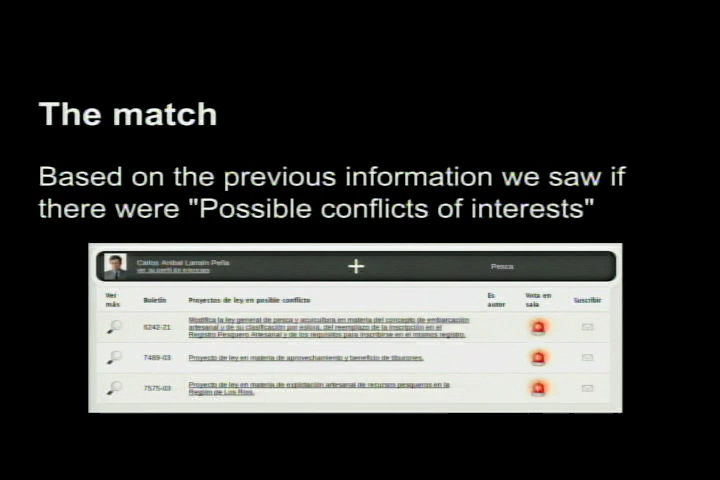 The match
Based on the previous information we saw if
there were "Possible conflicts of interests"
Carlos Anibal Larrain Peña
ver su perfil de intereses
+
Pesca
Ver
más
Boletín
Proyectos de ley en posible conflicto
Es
autor
Vota en
sala
Suscribir
6242-21
Modifica la ley general de pesca y acuicultura en materia del concepto de embarcación
artesanal y de su clasificación por eslora, del reemplazo de la inscripción en el
Registro Pesquero Artesanal y de los requisitos para inscribirse en el mismo registro.
7489-03
Proyecto de ley en materia de aprovechamiento y beneficio de tiburones.
7575-03
Proyecto de ley en materia de explotación artesanal de recursos pesqueros en la
Región de Los Rios.